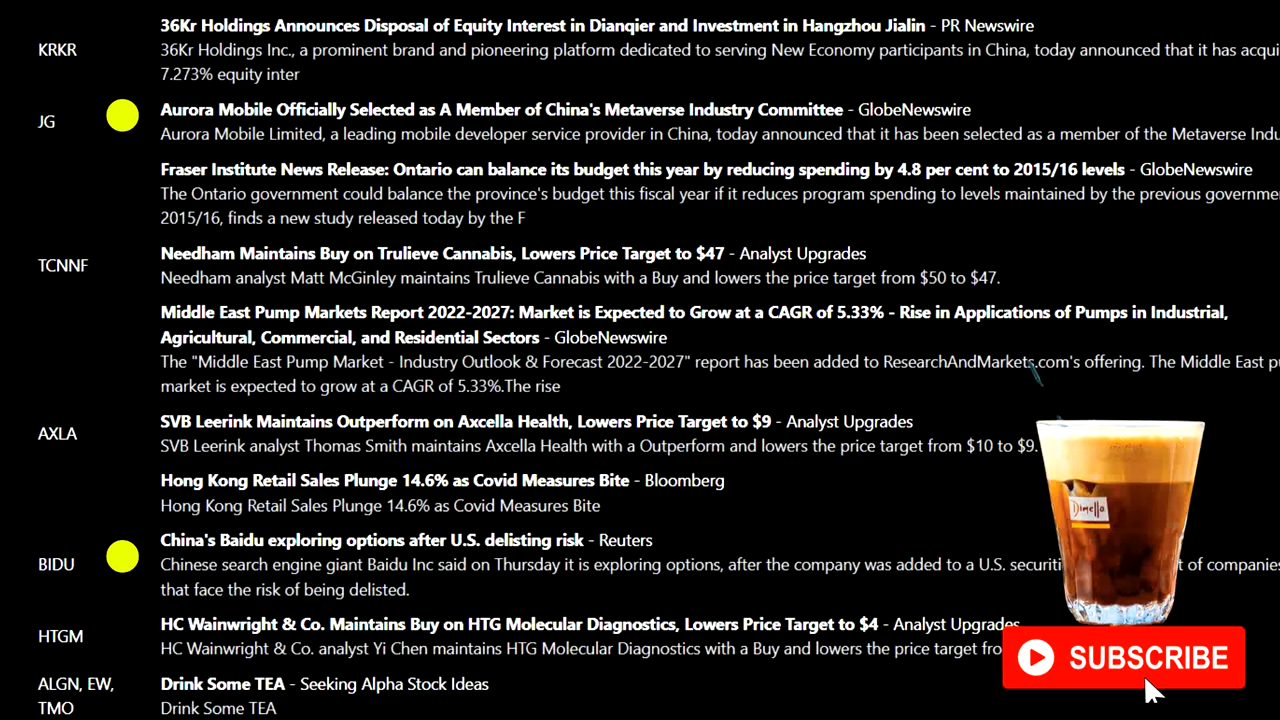 36Kr Holdings Announces Disposal of Equity Interest in Dianqier and Investment in Hangzhou Jialin - PR Newswire
KRKR
36Kr Holdings Inc., a prominent brand and pioneering platform dedicated to serving New Economy participants in China, today announced that it has acqui
7.273% equity inter
Aurora Mobile Officially Selected as A Member of China's Metaverse Industry Committee - GlobeNewswire
JG
Aurora Mobile Limited, a leading mobile developer service provider in China, today announced that it has been selected as a member of the Metaverse Indu
Fraser Institute News Release: Ontario can balance its budget this year by reducing spending by 4.8 per cent to 2015/16 levels - GlobeNewswire
The Ontario government could balance the province's budget this fiscal year if it reduces program spending to levels maintained by the previous governme
2015/16, finds a new study released today by the F
Needham Maintains Buy on Trulieve Cannabis, Lowers Price Target to $47 - Analyst Upgrades
TCNNF
Needham analyst Matt McGinley maintains Trulieve Cannabis with a Buy and lowers the price target from $50 to $47.
Middle East Pump Markets Report 2022-2027: Market is Expected to Grow at a CAGR of 5.33% - Rise in Applications of Pumps in Industrial,
Agricultural, Commercial, and Residential Sectors - GlobeNewswire
The "Middle East Pump Market - Industry Outlook & Forecast 2022-2027" report has been added to ResearchAndMarkets.com's offering. The Middle East pu
market is expected to grow at a CAGR of 5.33%.The rise
SVB Leerink Maintains Outperform on Axcella Health, Lowers Price Target to $9 - Analyst Upgrades
AXLA
SVB Leerink analyst Thomas Smith maintains Axcella Health with a Outperform and lowers the price target from $10 to $9.
Hong Kong Retail Sales Plunge 14.6% as Covid Measures Bite - Bloomberg
Hong Kong Retail Sales Plunge 14.6% as Covid Measures Bite
Dimello
China's Baidu exploring options after U.S. delisting risk - Reuters
BIDU
Chinese search engine giant Baidu Inc said on Thursday it is exploring options, after the company was added to a U.S. securiti t of companies
that face the risk of being delisted.
HC Wainwright & Co. Maintains Buy on HTG Molecular Diagnostics, Lowers Price Target to $4 - Analyst Upgrades
HTGM
HC Wainwright & Co. analyst Yi Chen maintains HTG Molecular Diagnostics with a Buy and lowers the price target fro
SUBSCRIBE
ALGN, EW,
TMO
Drink Some TEA - Seeking Alpha Stock Ideas
Drink Some TEA